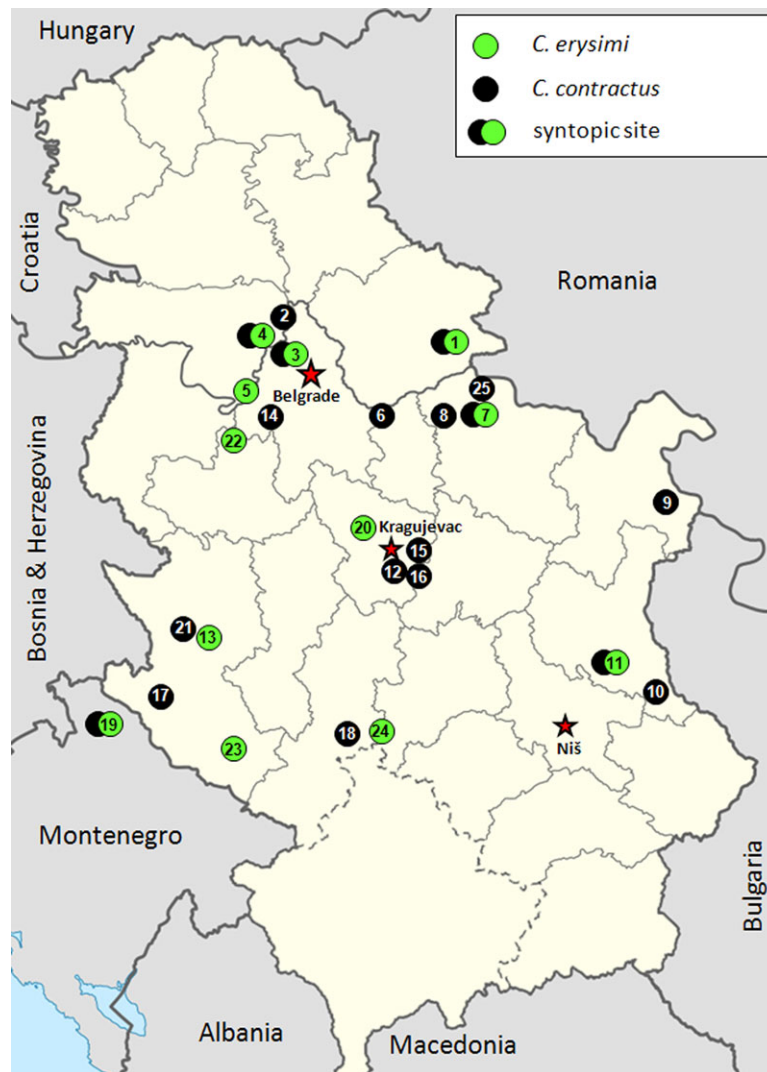 Hungary
C. erysimi
C. contractus
syntopic site
Croatia
Romania
2
4
1
3
Belgrade
5
25
14
6
8
7
22
Bosnia & Herzegovina
9
20
Kragujevac
15
12
16
21
13
11
17
10
19
18
24
Niš
23
Montenegro
Bulgaria
Albania
Macedonia